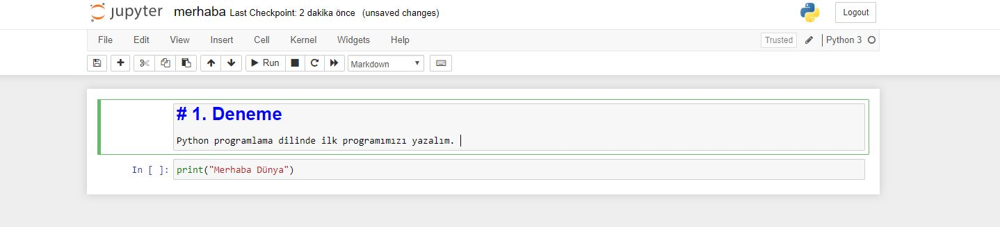 jupyter merhaba Last Checkpoint: 2 dakika önce (unsaved changes) Logout
File Edit View Insert Cell Kernel Widgets Help Trusted Python 3
Run Markdown
# 1. Deneme
Python programlama dilinde ilk programımızı yazalım.
In [ ]: print("Merhaba Dünya")